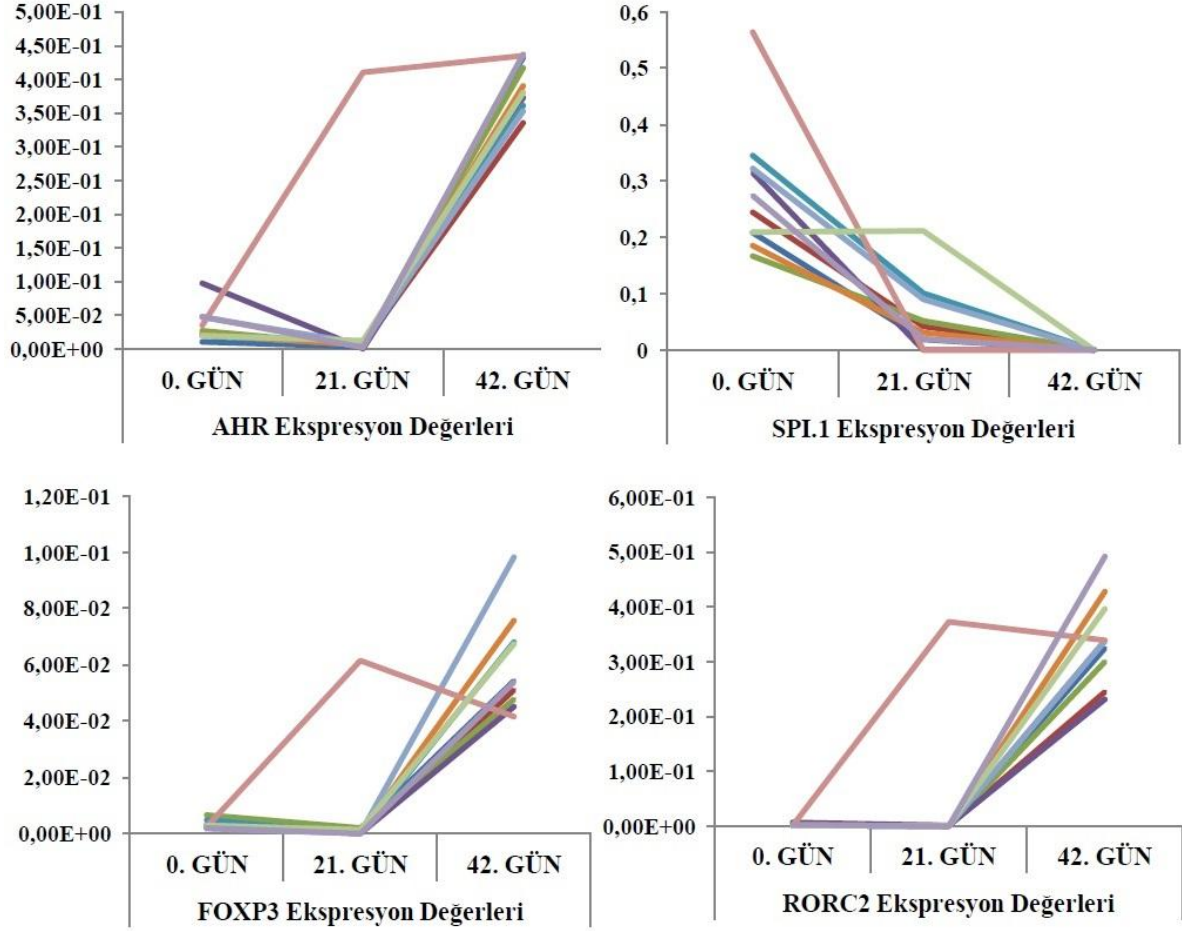 5,00E-01
4,50E-01
4,00E-01
3,50E-01
3,00E-01
2,50E-01
2,00E-01
1,50E-01
1,00E-01
5,00E-02
0,00E+00
0. GÜN 21. GÜN 42. GÜN
AHR Ekspresyon Değerleri
0,6
0,5
0,4
0,3
0,2
0,1
0
0. GÜN 21. GÜN 42. GÜN
SPI.1 Ekspresyon Değerleri
1,20E-01
1,00E-01
8,00E-02
6,00E-02
4,00E-02
2,00E-02
0,00E+00
0. GÜN 21. GÜN 42. GÜN
FOXP3 Ekspresyon Değerleri
6,00E-01
5,00E-01
4,00E-01
3,00E-01
2,00E-01
1,00E-01
0,00E+00
0. GÜN 21. GÜN 42. GÜN
RORC2 Ekspresyon Değerleri